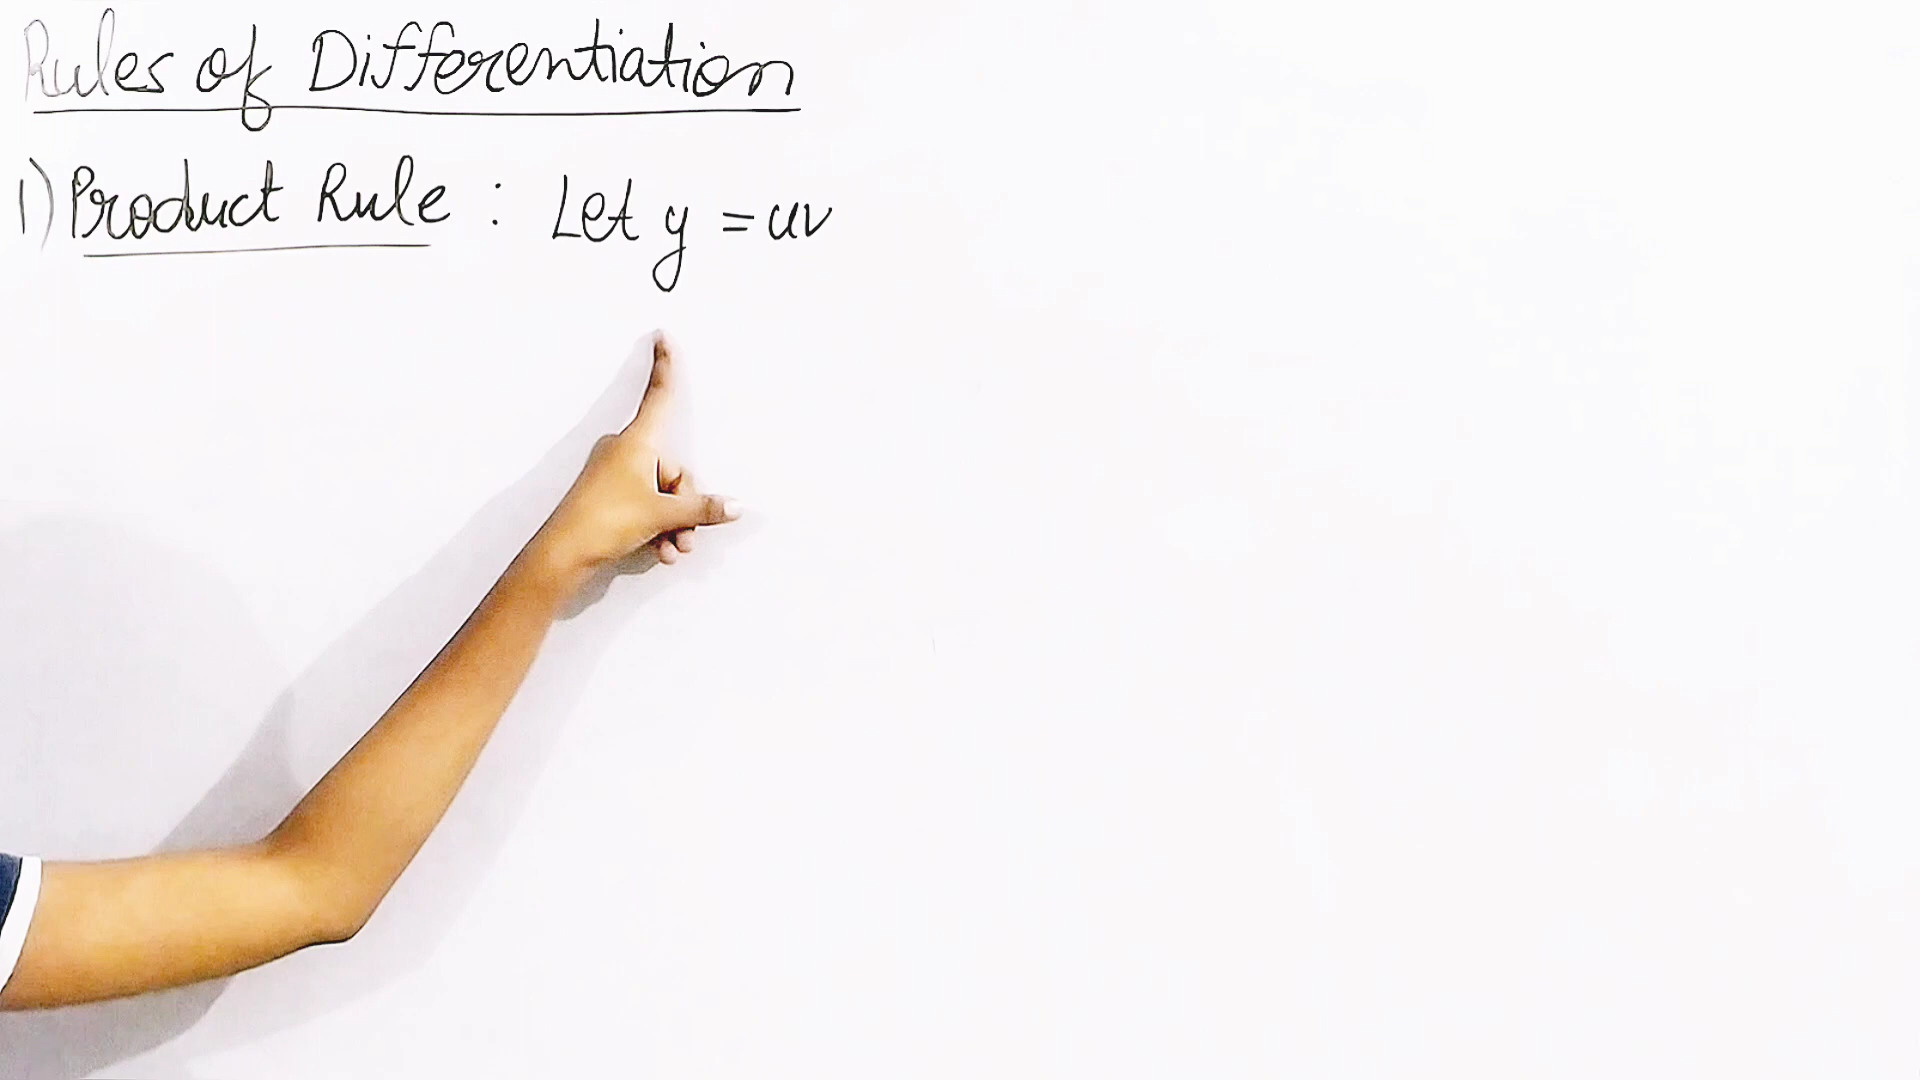 Rules of Differentiation
1) Product Rule : Let y = uv